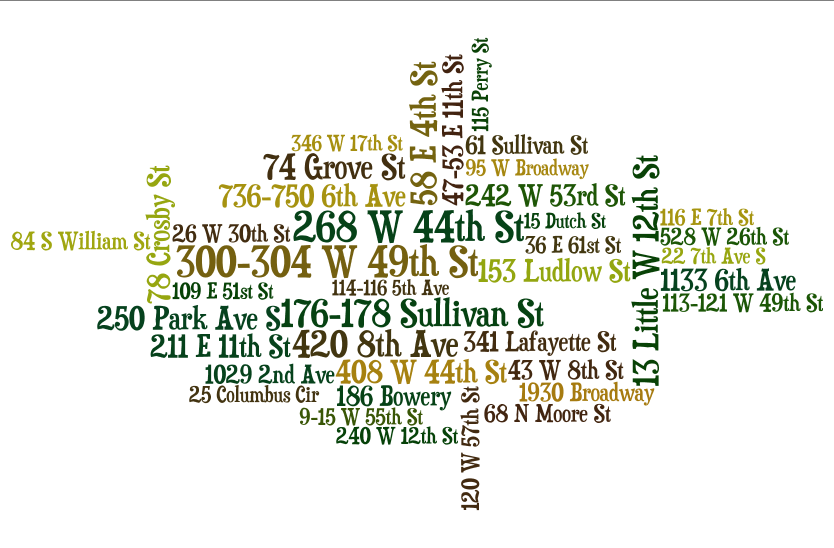 115 Perry St
58 E 4th St
47-53 E 11th St
346 W 17th St
61 Sullivan St
74 Grove St
95 W Broadway
736-750 6th Ave
242 W 53rd St
78 Crosby St
13 Little W 12th St
116 E 7th St
26 W 30th St
268 W 44th St
15 Dutch St
528 W 26th St
84 S William St
36 E 61st St
22 7th Ave S
300-304 W 49th St
153 Ludlow St
1133 6th Ave
109 E 51st St
114-116 5th Ave
113-121 W 49th St
250 Park Ave S
176-178 Sullivan St
211 E 11th St
420 8th Ave
341 Lafayette St
1029 2nd Ave
408 W 44th St
43 W 8th St
25 Columbus Cir
186 Bowery
1930 Broadway
9-15 W 55th St
68 N Moore St
240 W 12th St
120 W 57th St